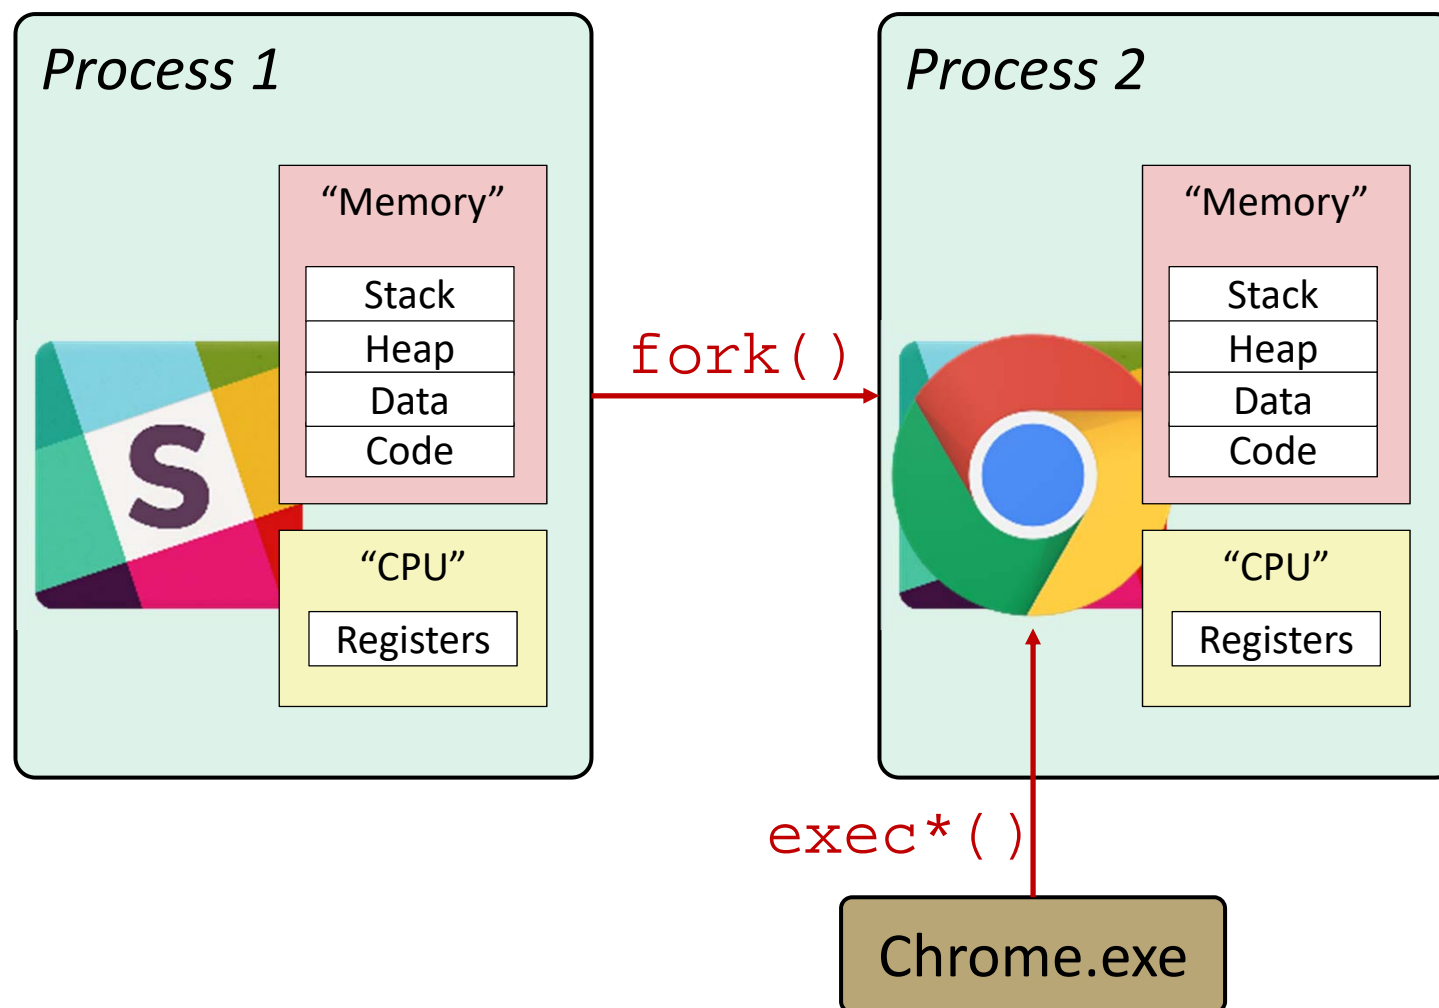 Process 1
“Memory”
Stack
Heap
Data
Code
S
“CPU”
Registers
fork()
Process 2
“Memory”
Stack
Heap
Data
Code
“CPU”
Registers
exec*()
Chrome.exe